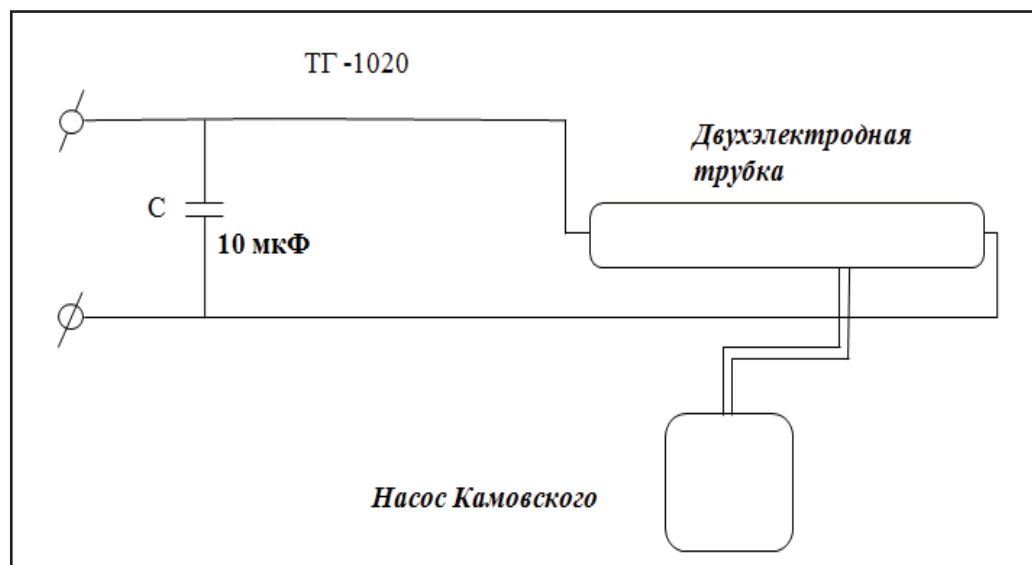 ТГ -1020
Двухэлектродная
трубка
С
10 мкФ
Насос Камовского